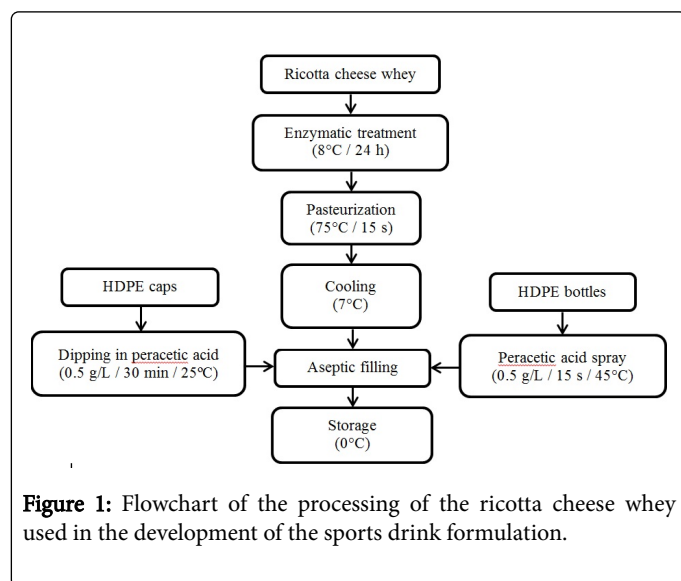 Ricotta cheese whey
Enzymatic treatment
(8°C / 24 h)
Pasteurization
(75°C / 15 s)
HDPE caps
Cooling
(7°C)
HDPE bottles
Dipping in peracetic acid
(0.5 g/L / 30 min / 25ºC)
Aseptic filling
Peracetic acid spray
(0.5 g/L / 15 s / 45°C)
Storage
(0°C)
Figure 1: Flowchart of the processing of the ricotta cheese whey
used in the development of the sports drink formulation.